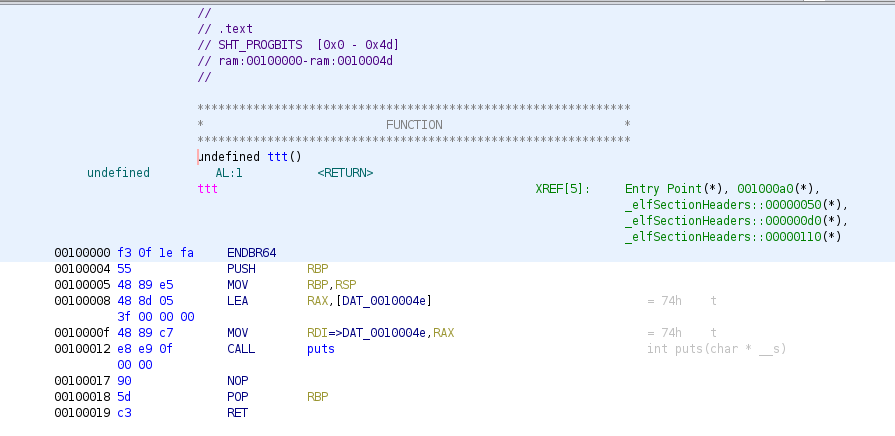 //
// .text
// SHT_PROGBITS  [0x0 - 0x4d]
// ram:00100000-ram:0010004d
//
**************************************************************
*                          FUNCTION                          *
**************************************************************
undefined ttt()
undefined AL:1 <RETURN>
ttt XREF[5]: Entry Point(*), 001000a0(*),
_elfSectionHeaders::00000050(*),
_elfSectionHeaders::000000d0(*),
_elfSectionHeaders::00000110(*)
00100000 f3 0f 1e fa ENDBR64
00100004 55 PUSH RBP
00100005 48 89 e5 MOV RBP,RSP
00100008 48 8d 05 LEA RAX,[DAT_0010004e] = 74h t
3f 00 00 00
0010000f 48 89 c7 MOV RDI=>DAT_0010004e,RAX = 74h t
00100012 e8 e9 0f CALL puts int puts(char * __s)
00 00
00100017 90 NOP
00100018 5d POP RBP
00100019 c3 RET